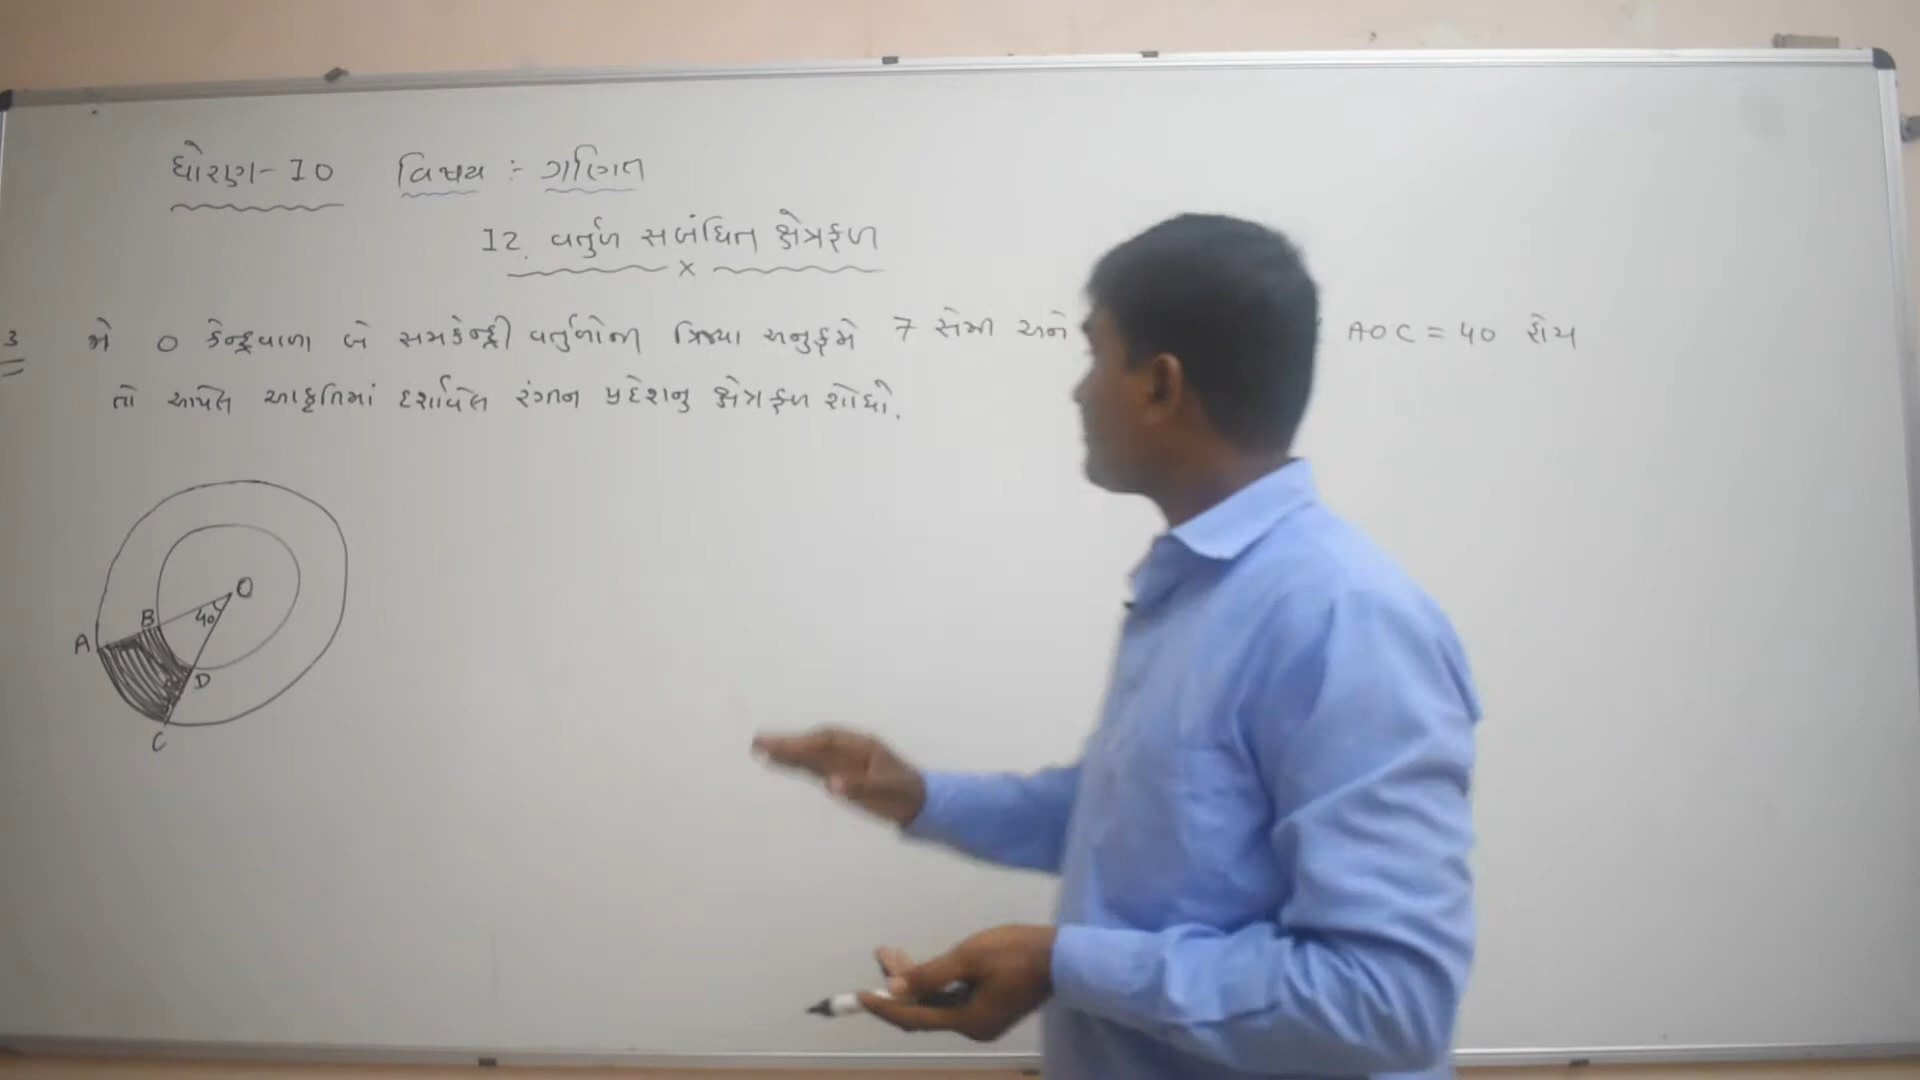 ધોરણ-10 વિષય :- ગણિત
12. વર્તુળ સબંધિત ક્ષેત્રફળ
x
3 જો O કેન્દ્રવાળા બે સમકેન્દ્રી વર્તુળોની ત્રિજ્યા અનુક્રમે 7 સેમી અને AOC = 40 હોય
તો આપેલ આકૃતિમાં દર્શાવેલ રંગીન પ્રદેશનુ ક્ષેત્રફળ શોધો.
O
40
B
A
D
C